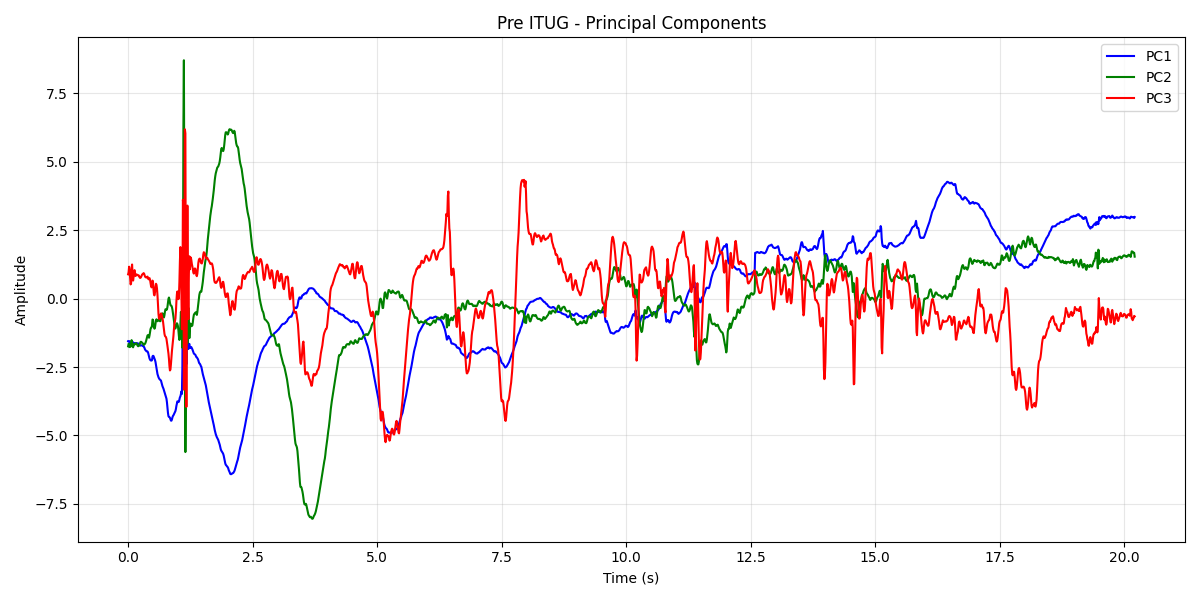 Pre ITUG - Principal Components
PC1
PC2
PC3
Amplitude
7.5
5.0
2.5
0.0
−2.5
−5.0
−7.5
0.0 2.5 5.0 7.5 10.0 12.5 15.0 17.5 20.0
Time (s)